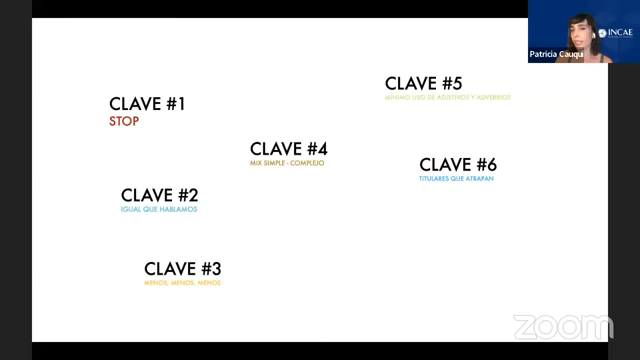 CLAVE #1
STOP
CLAVE #2
IGUAL QUE HABLAMOS
CLAVE #3
MENOS, MENOS, MENOS
CLAVE #4
MIX SIMPLE - COMPLEJO
CLAVE #5
MÍNIMO USO DE ADJETIVOS Y ADVERBIOS
CLAVE #6
TITULARES QUE ATRAPAN
INCAE
Patricia Cauqui
zoom